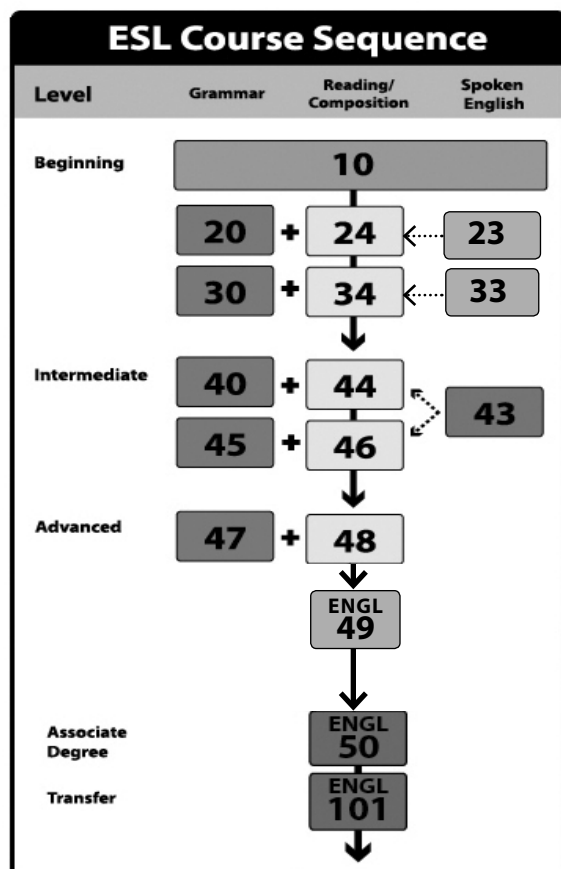 ESL Course Sequence
Level Grammar Reading/ Spoken
Composition English
Beginning
10
20 + 24 23
30 + 34 33
Intermediate
40 + 44
43
45 + 46
Advanced
47 + 48
ENGL
49
Associate
Degree
ENGL
50
Transfer
ENGL
101